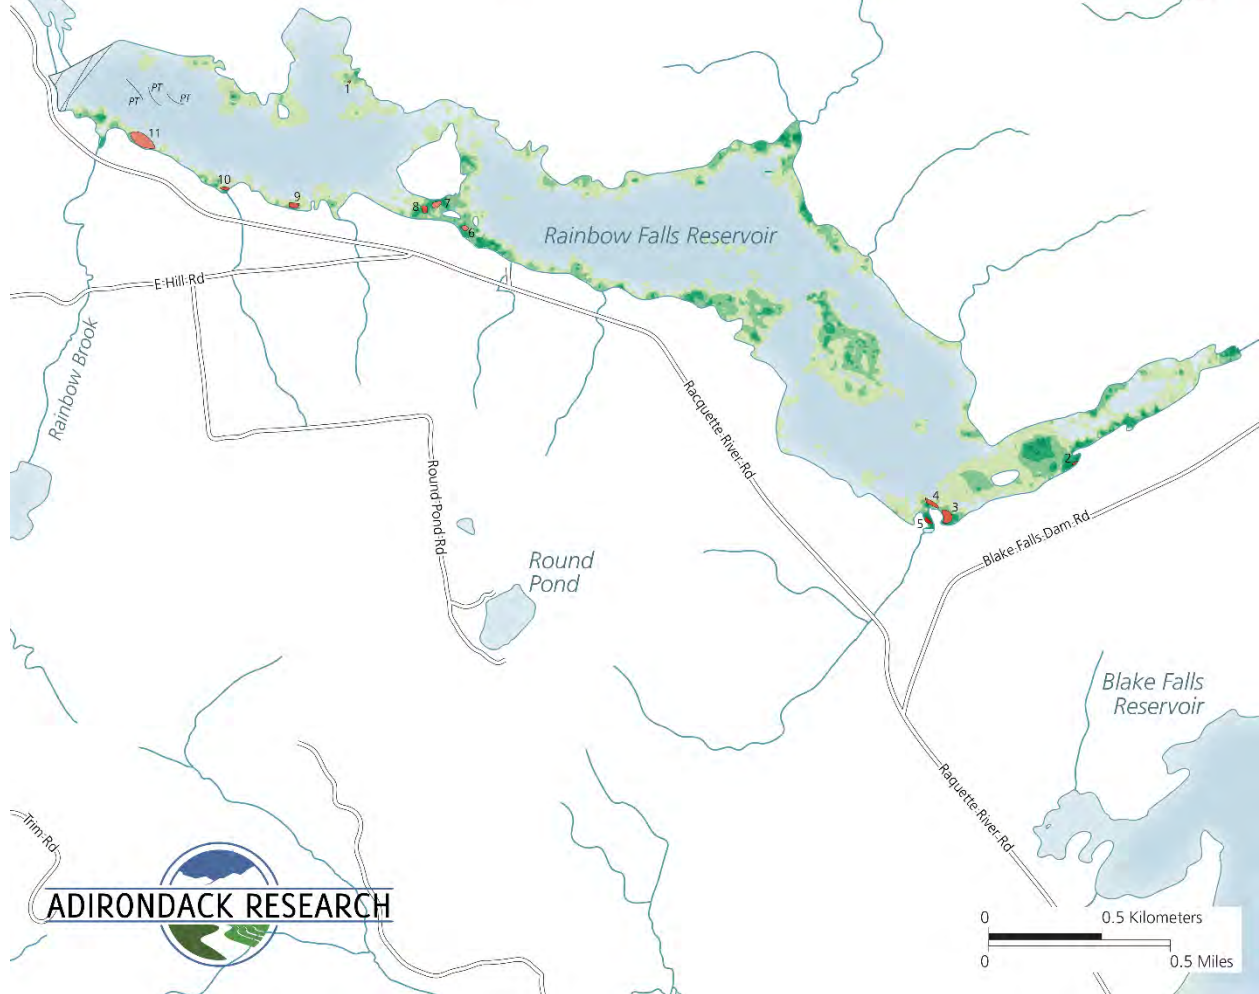 1
PT
PT
PT
11
10
9
8
7
6
Rainbow Falls Reservoir
E Hill Rd
Rainbow Brook
Racquette River Rd
2
4
3
5
Round Pond Rd
Blake Falls Dam Rd
Round
Pond
Blake Falls
Reservoir
Raquette River Rd
Trim Rd
ADIRONDACK RESEARCH
0
0.5 Kilometers
0
0.5 Miles